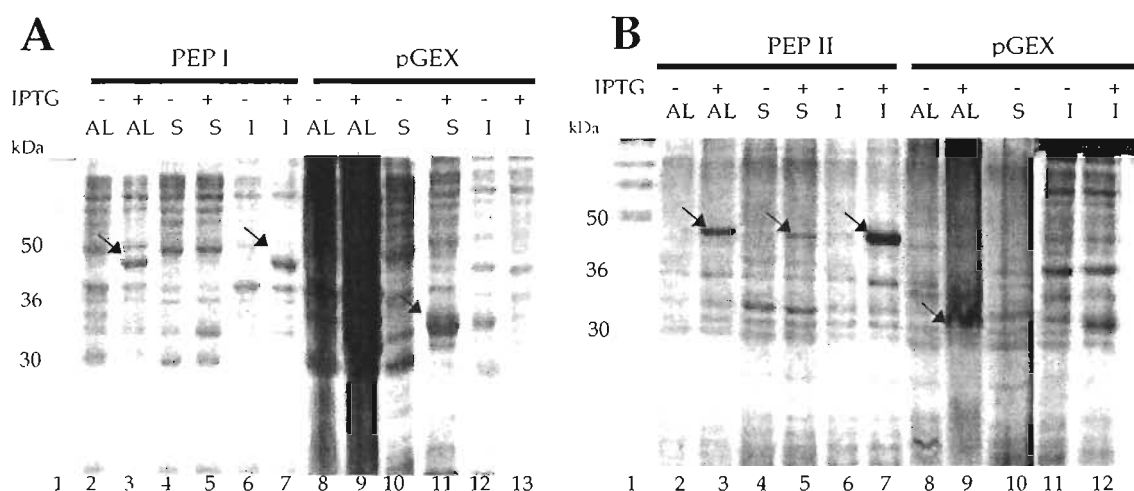 A
PEP I
pGEX
IPTG
- + - + - + - + - + - +
AL AL S S I I AL AL S S I I
kDa
50
36
30
1 2 3 4 5 6 7 8 9 10 11 12 13
B
PEP II
pGEX
IPTG
- + - + - + - + - - +
AL AL S S I I AL AL S I I
kDa
50
36
30
1 2 3 4 5 6 7 8 9 10 11 12